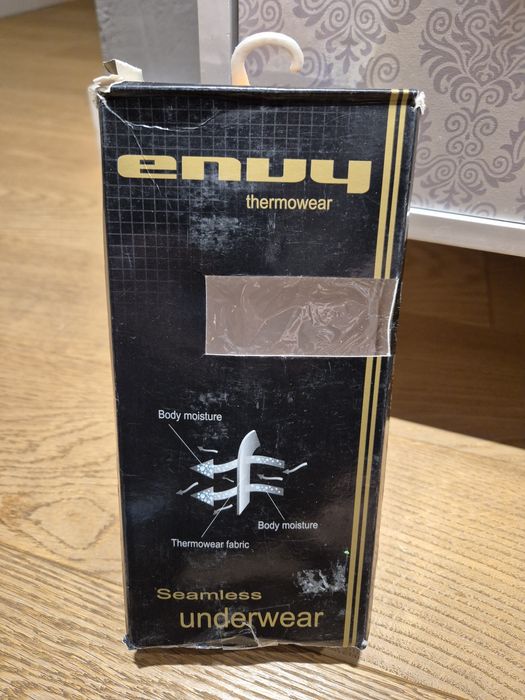 envy
thermowear
Body moisture
Body moisture
Thermowear fabric
Seamless
underwear